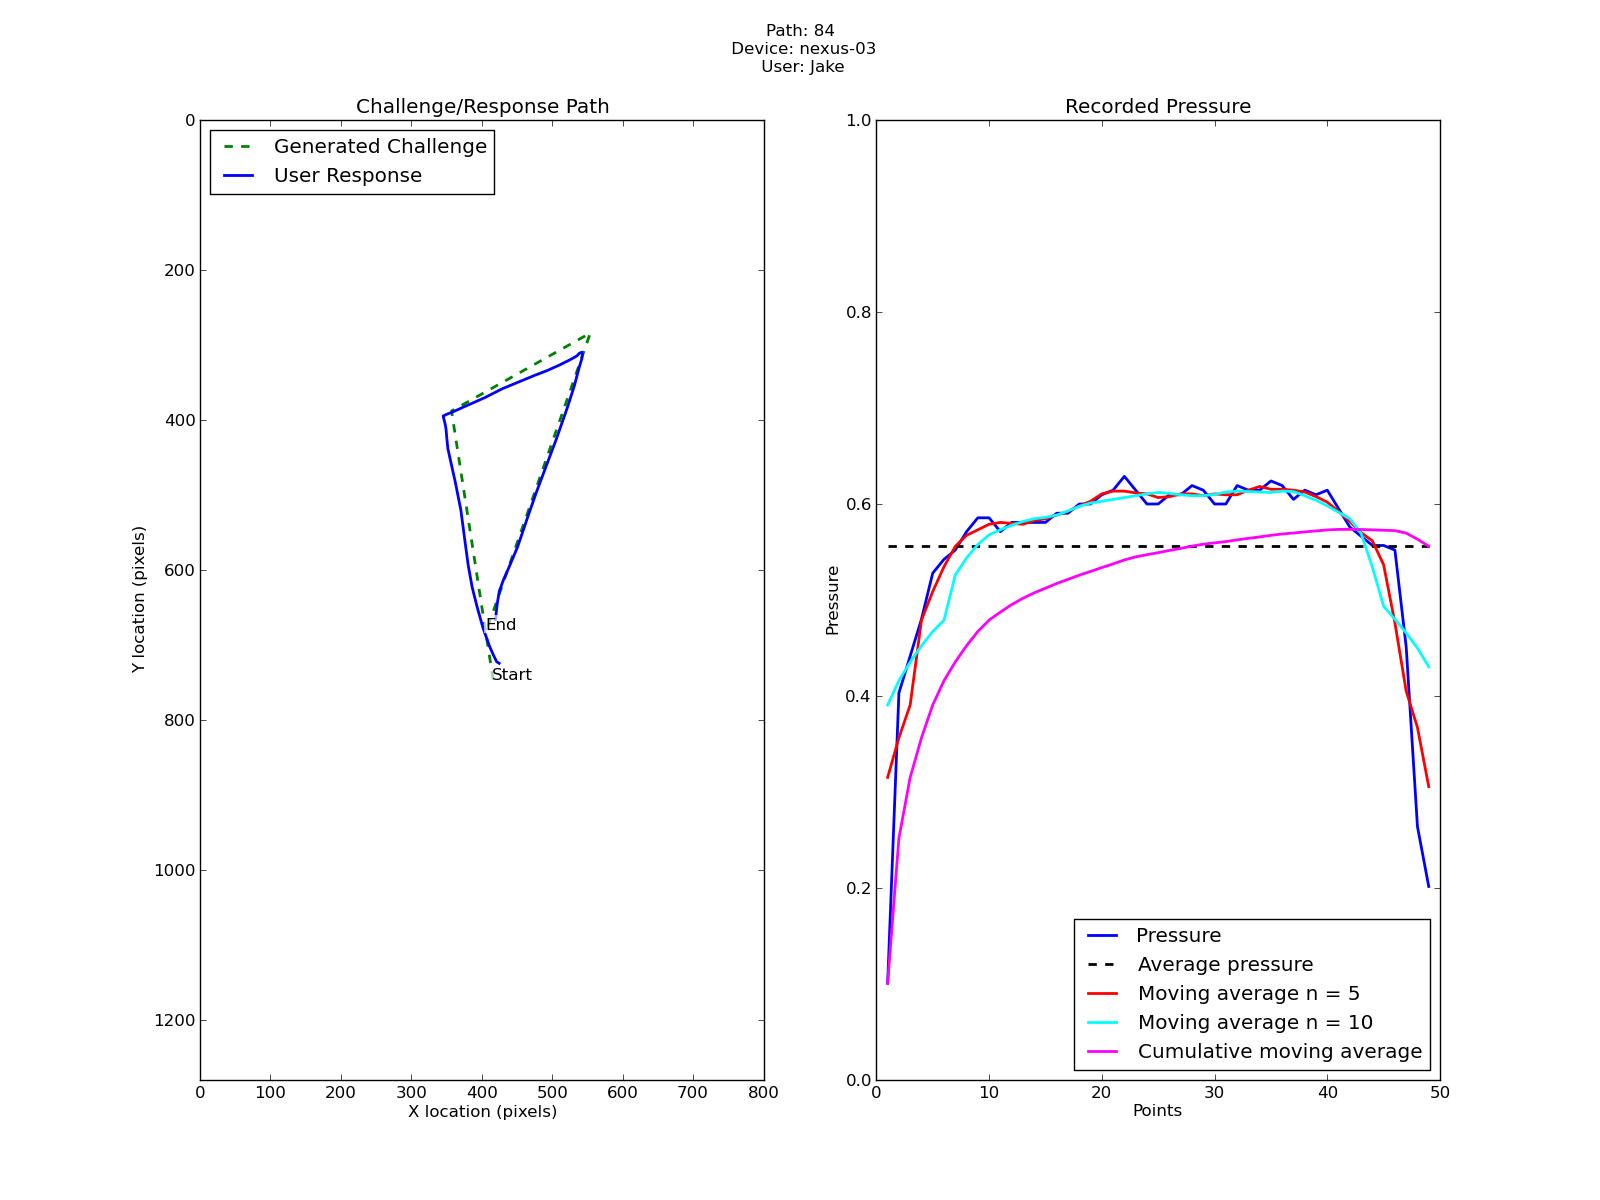 Path: 84
Device: nexus-03
User: Jake
Challenge/Response Path
Generated Challenge
User Response
0
200
400
600
800
1000
1200
Y location (pixels)
End
Start
0 100 200 300 400 500 600 700 800
X location (pixels)
Recorded Pressure
1.0
0.8
0.6
0.4
0.2
0.0
Pressure
Pressure
Average pressure
Moving average n = 5
Moving average n = 10
Cumulative moving average
0 10 20 30 40 50
Points